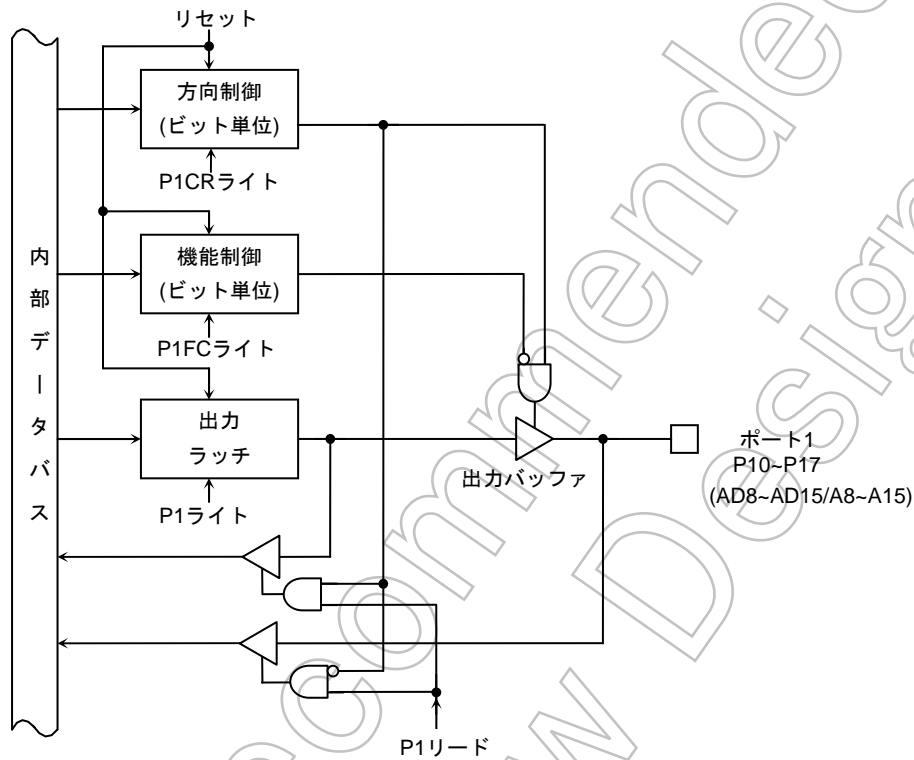 リセット
方向制御
(ビット単位)
P1CRライト
内部データバス
機能制御
(ビット単位)
P1FCライト
出力
ラッチ
P1ライト
出力バッファ
ポート1
P10~P17
(AD8~AD15/A8~A15)
P1リード
ecommended
w Design